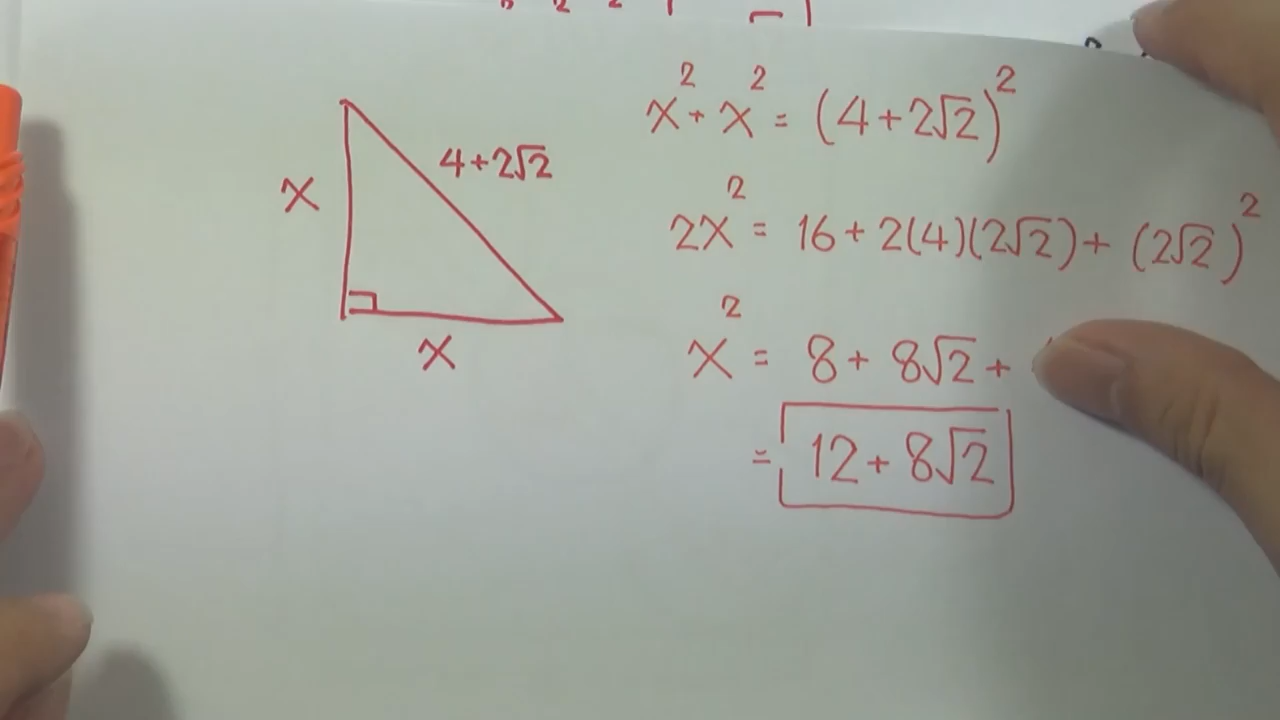 x² + x² = (4+2√2)²
4+2√2
x
2x² = 16 + 2(4)(2√2) + (2√2)²
x² = 8 + 8√2 +
x
= 12 + 8√2